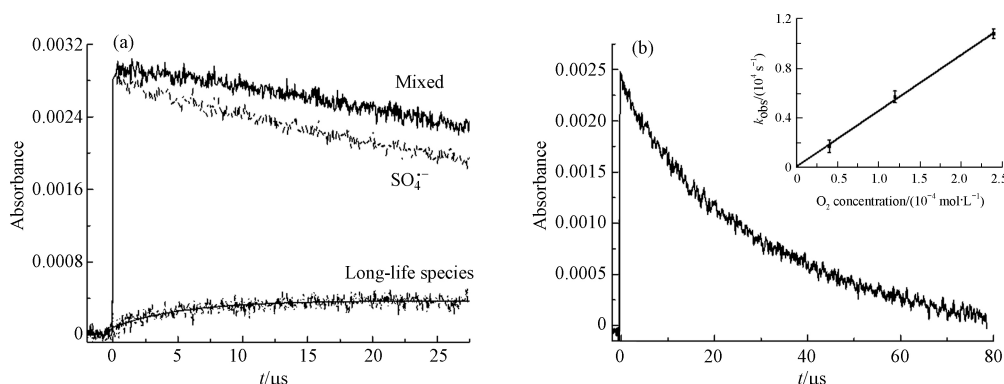 (a)
0.0032
0.0024
0.0016
0.0008
0
Absorbance
Mixed
SO₄•⁻
Long-life species
0 5 10 15 20 25
t/μs
(b)
0.0025
0.0020
0.0015
0.0010
0.0005
0
Absorbance
0 20 40 60 80
t/μs
1.2
0.8
0.4
0
k_obs/(10⁴ s⁻¹)
0 0.5 1.0 1.5 2.0 2.5
O₂ concentration/(10⁻⁴ mol·L⁻¹)